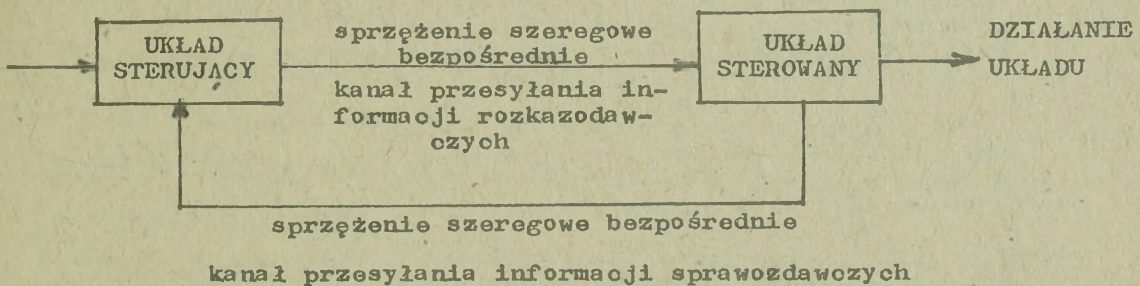 UKŁAD
STERUJĄCY
sprzężenie szeregowe
bezpośrednie
kanał przesyłania in-
formacji rozkazodaw-
czych
UKŁAD
STEROWANY
DZIAŁANIE
UKŁADU
sprzężenie szeregowe bezpośrednie
kanał przesyłania informacji sprawozdawczych